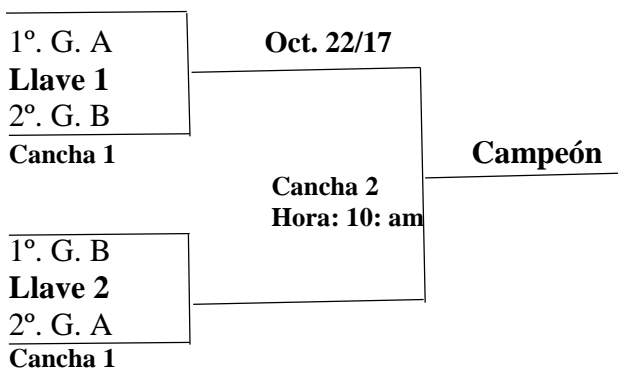 1º. G. A
Llave 1
2º. G. B
Cancha 1
Oct. 22/17
Cancha 2
Hora: 10: am
Campeón
1º. G. B
Llave 2
2º. G. A
Cancha 1